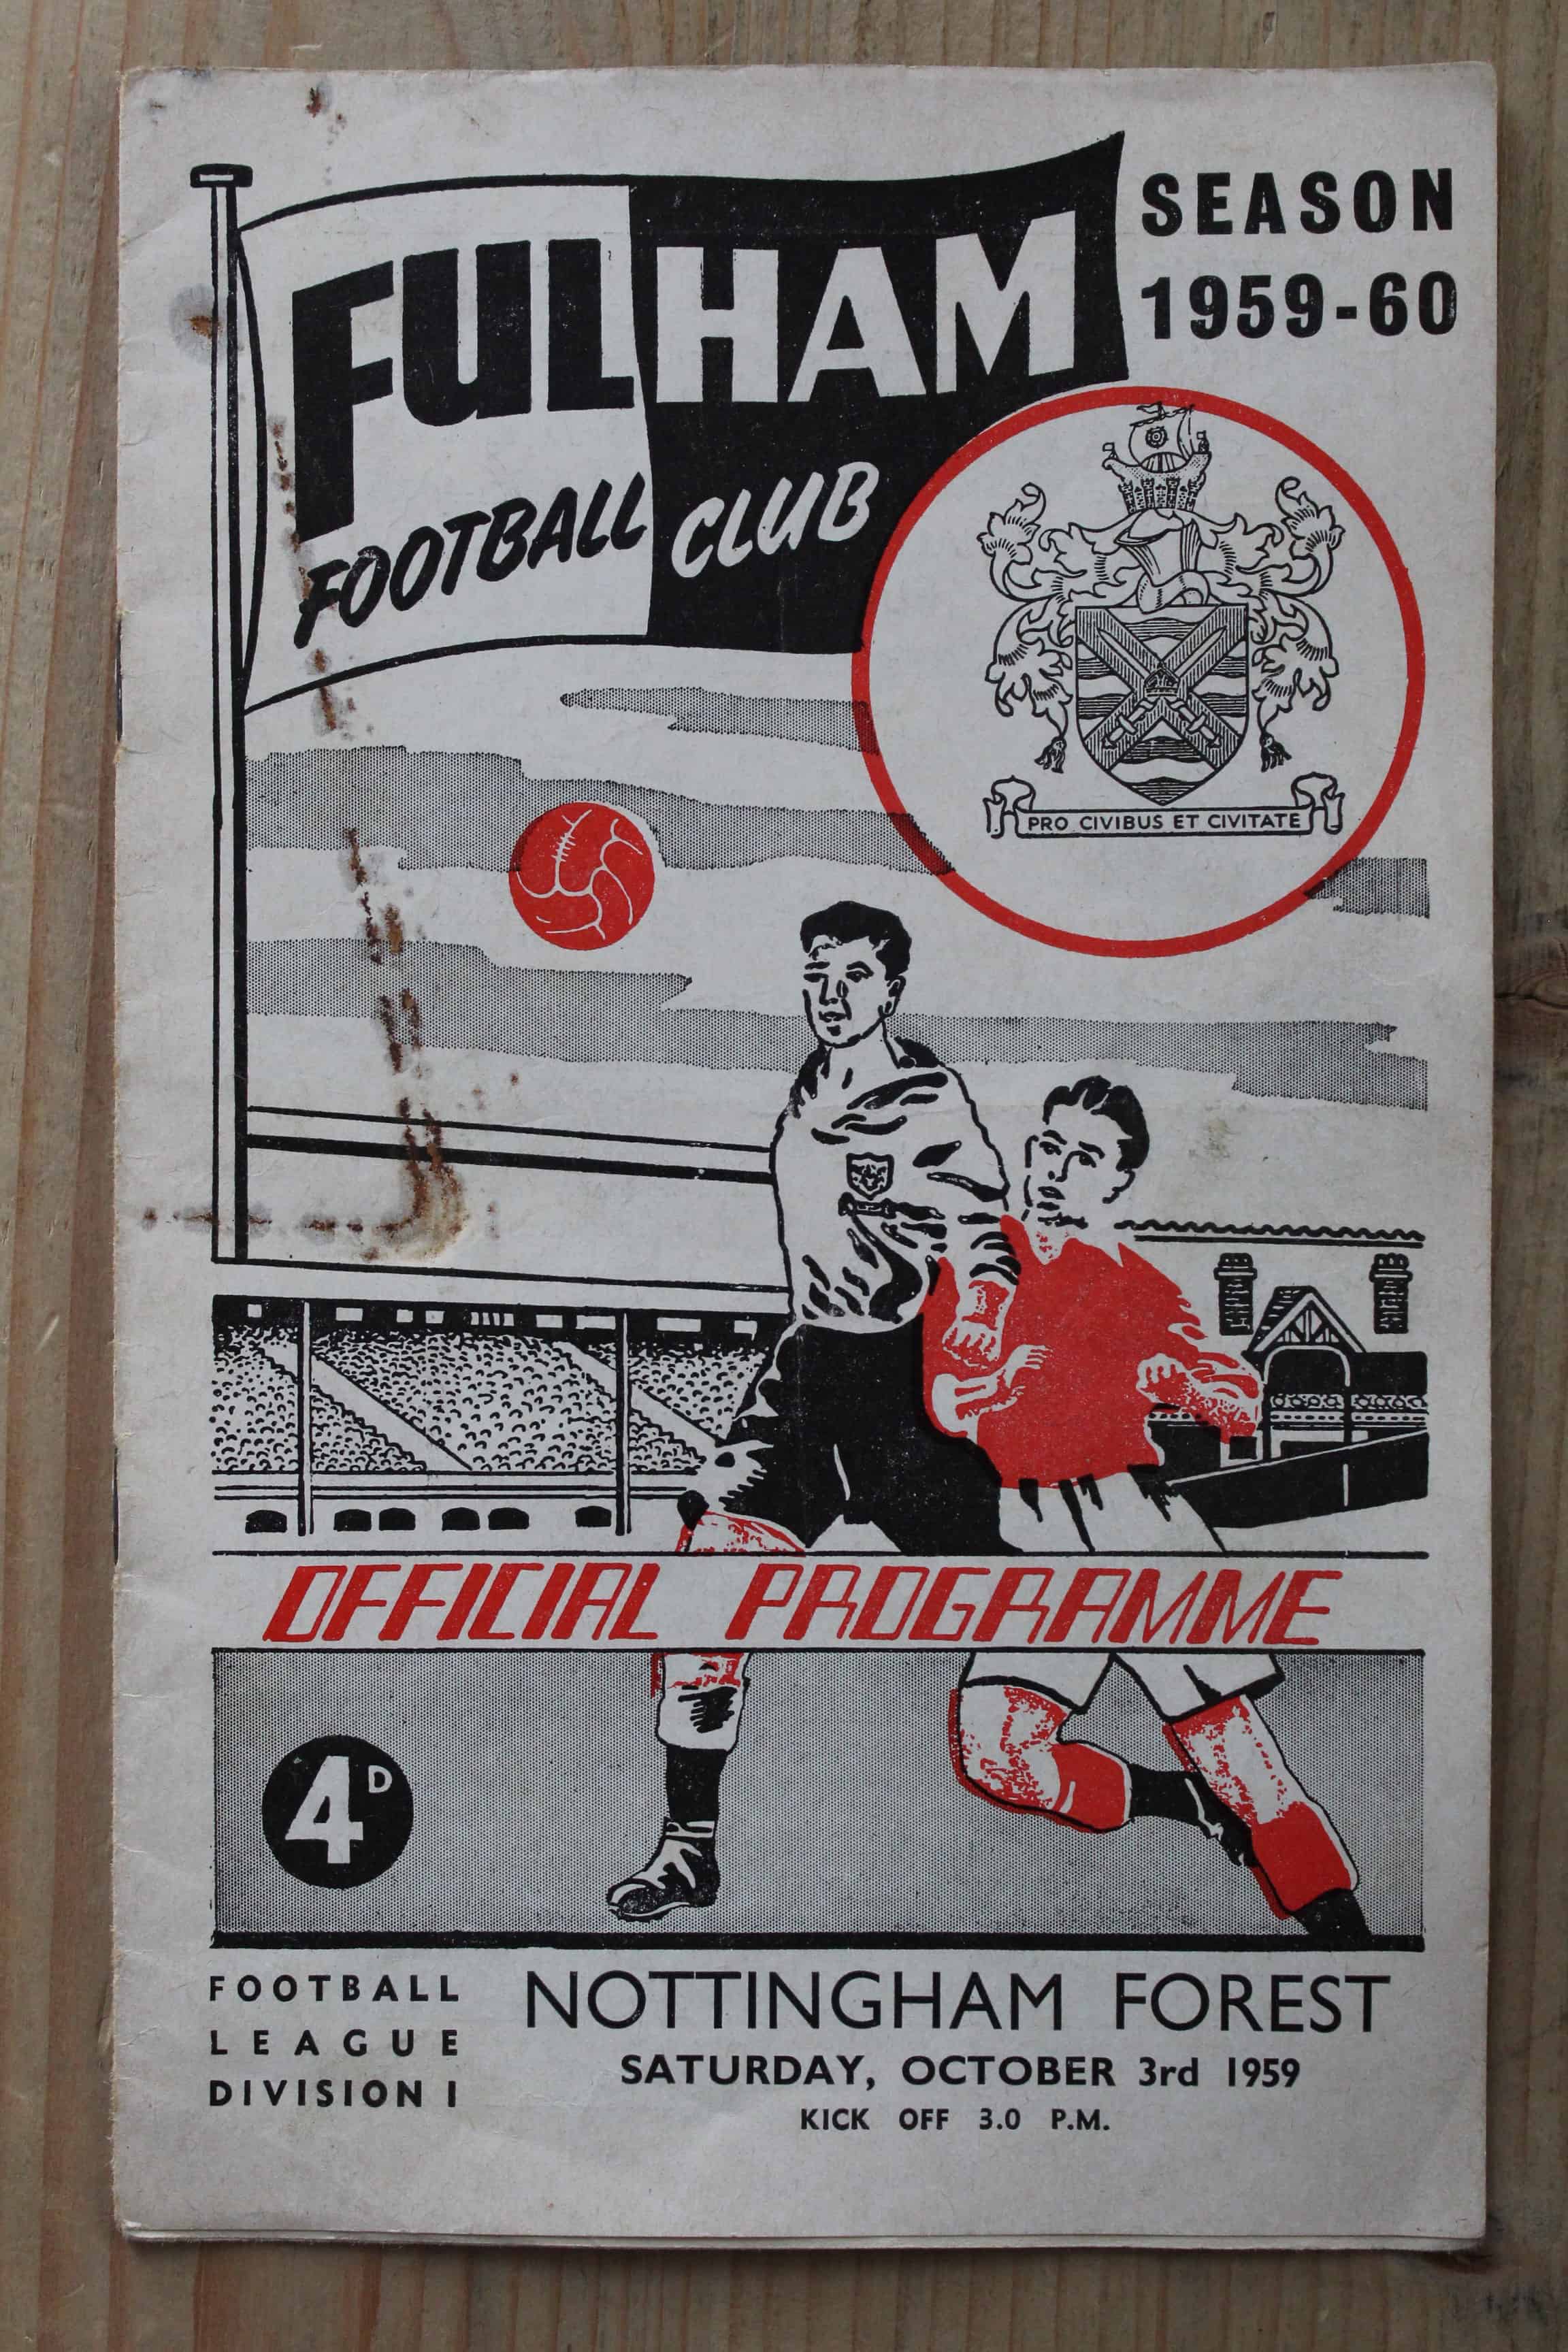 FULHAM
FOOTBALL CLUB
SEASON
1959-60
PRO CIVIBUS ET CIVITATE
OFFICIAL PROGRAMME
4D
FOOTBALL
LEAGUE
DIVISION I
NOTTINGHAM FOREST
SATURDAY, OCTOBER 3rd 1959
KICK OFF 3.0 P.M.